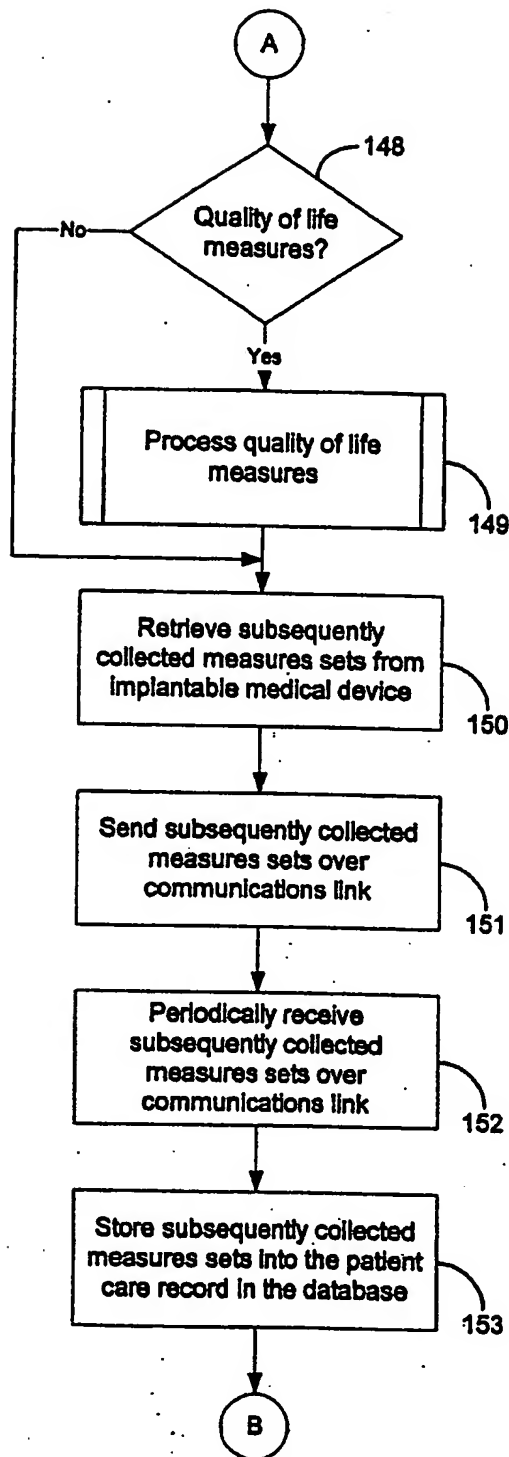 A
148
Quality of life
measures?
No
Yes
Process quality of life
measures
149
Retrieve subsequently
collected measures sets from
implantable medical device
150
Send subsequently collected
measures sets over
communications link
151
Periodically receive
subsequently collected
measures sets over
communications link
152
Store subsequently collected
measures sets into the patient
care record in the database
153
B